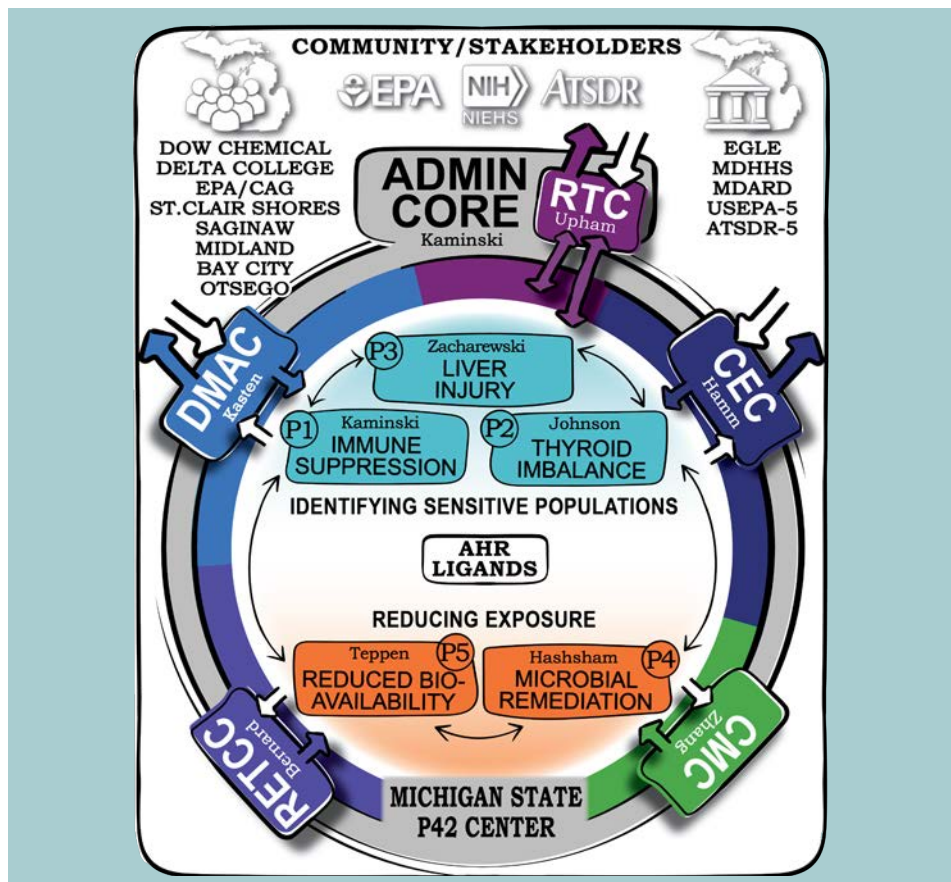 COMMUNITY/STAKEHOLDERS
EPA
NIH
NIEHS
ATSDR
DOW CHEMICAL
DELTA COLLEGE
EPA/CAG
ST.CLAIR SHORES
SAGINAW
MIDLAND
BAY CITY
OTSEGO
EGLE
MDHHS
MDARD
USEPA-5
ATSDR-5
ADMIN
CORE
Kaminski
RTC
Upham
DMAC
Kasten
CEC
Hamm
P3
Zacharewski
LIVER
INJURY
P1
Kaminski
IMMUNE
SUPPRESSION
P2
Johnson
THYROID
IMBALANCE
IDENTIFYING SENSITIVE POPULATIONS
AHR
LIGANDS
REDUCING EXPOSURE
Teppen
P5
REDUCED BIO-
AVAILABILITY
Hashsham
P4
MICROBIAL
REMEDIATION
RETCC
Bernard
CMC
Zhang
MICHIGAN STATE
P42 CENTER